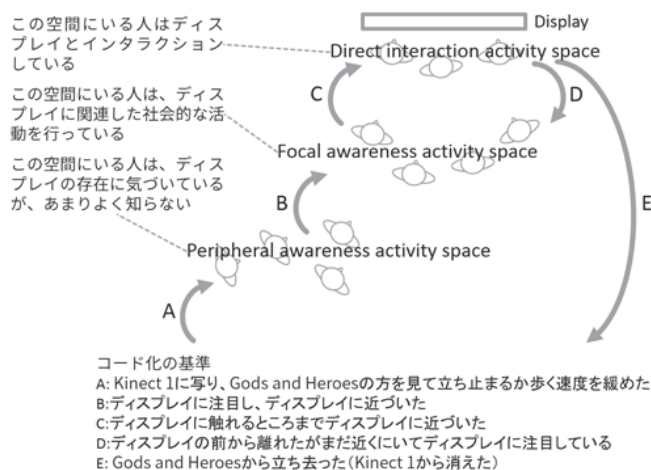 この空間にいる人はディス
プレイとインタラクション
している
Display
Direct interaction activity space
C
D
この空間にいる人は、ディス
プレイに関連した社会的な活
動を行っている
Focal awareness activity space
この空間にいる人は、ディス
プレイの存在に気づいている
が、あまりよく知らない
B
E
Peripheral awareness activity space
A
コード化の基準
A: Kinect 1に写り、Gods and Heroesの方を見て立ち止まるか歩く速度を緩めた
B:ディスプレイに注目し、ディスプレイに近づいた
C:ディスプレイに触れるところまでディスプレイに近づいた
D:ディスプレイの前から離れたがまだ近くにいてディスプレイに注目している
E: Gods and Heroesから立ち去った(Kinect 1から消えた)